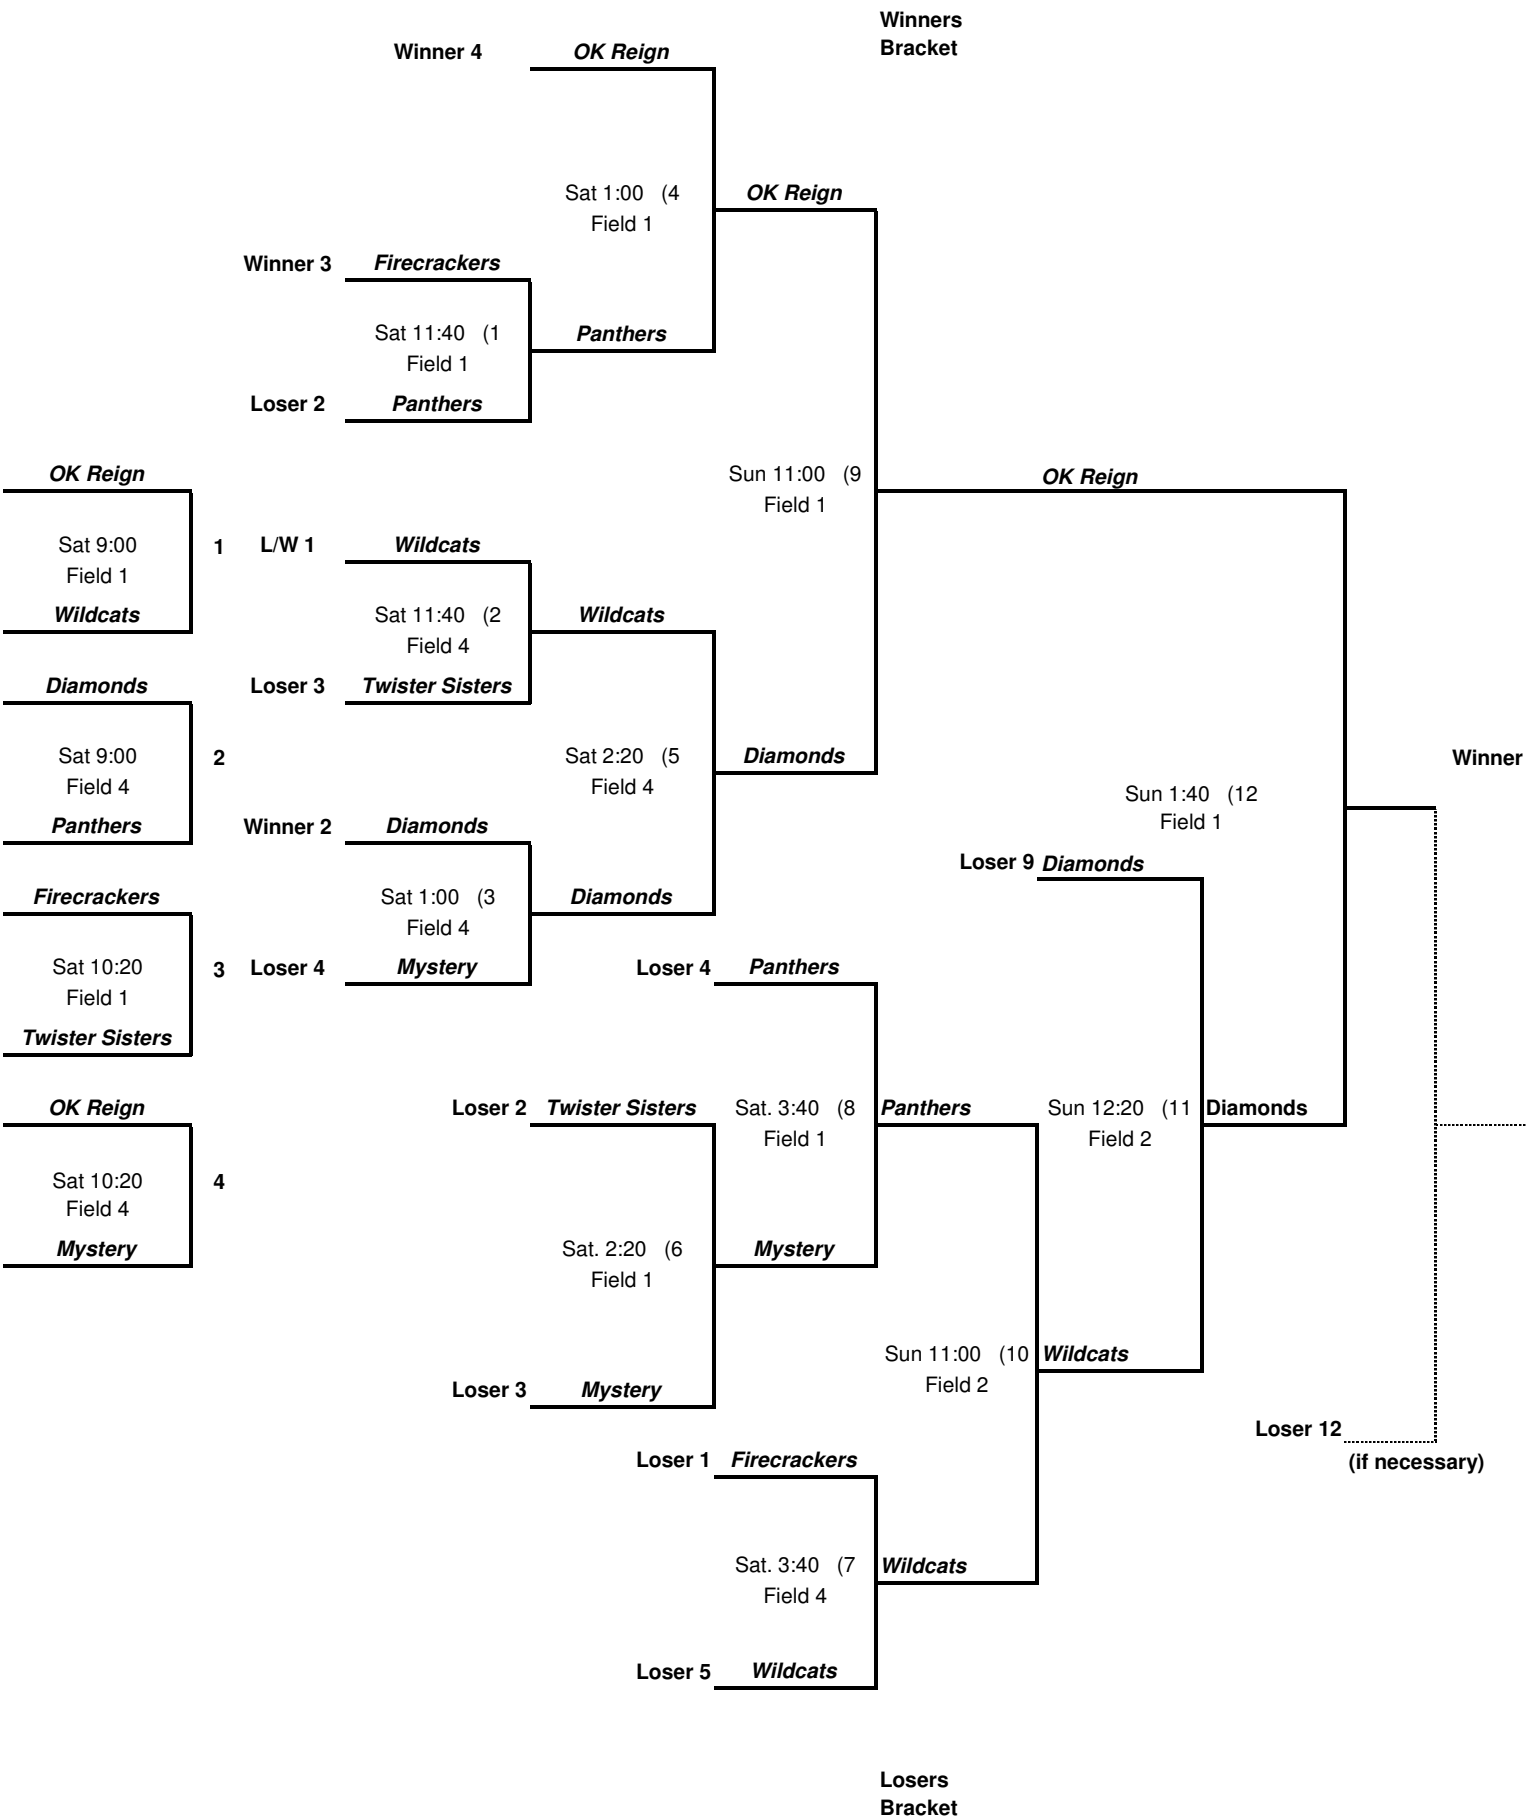 Winners
Bracket
Winner 4 OK Reign
Sat 1:00 (4 OK Reign
Field 1
Winner 3 Firecrackers
Sat 11:40 (1 Panthers
Field 1
Loser 2 Panthers
OK Reign Sun 11:00 (9 OK Reign
Field 1
Sat 9:00 1 L/W 1 Wildcats
Field 1
Wildcats Sat 11:40 (2 Wildcats
Field 4
Diamonds Loser 3 Twister Sisters
Sat 9:00 2 Sat 2:20 (5 Diamonds Winner
Field 4 Field 4
Sun 1:40 (12
Panthers Winner 2 Diamonds Field 1
Loser 9 Diamonds
Firecrackers Sat 1:00 (3 Diamonds
Field 4
Sat 10:20 3 Loser 4 Mystery Loser 4 Panthers
Field 1
Twister Sisters
OK Reign Loser 2 Twister Sisters Sat. 3:40 (8 Panthers Sun 12:20 (11 Diamonds
Field 1 Field 2
Sat 10:20 4
Field 4
Mystery Sat. 2:20 (6 Mystery
Field 1
Sun 11:00 (10 Wildcats
Field 2
Loser 3 Mystery
Loser 12
Loser 1 Firecrackers (if necessary)
Sat. 3:40 (7 Wildcats
Field 4
Loser 5 Wildcats
Losers
Bracket